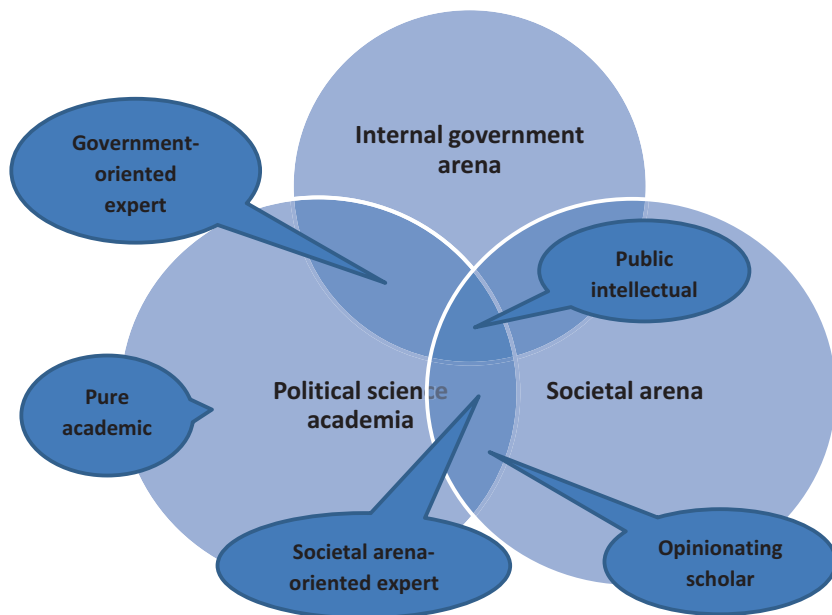 Internal government
arena
Government-
oriented
expert
Public
intellectual
Political science
academia
Societal arena
Pure
academic
Societal arena-
oriented expert
Opinionating
scholar